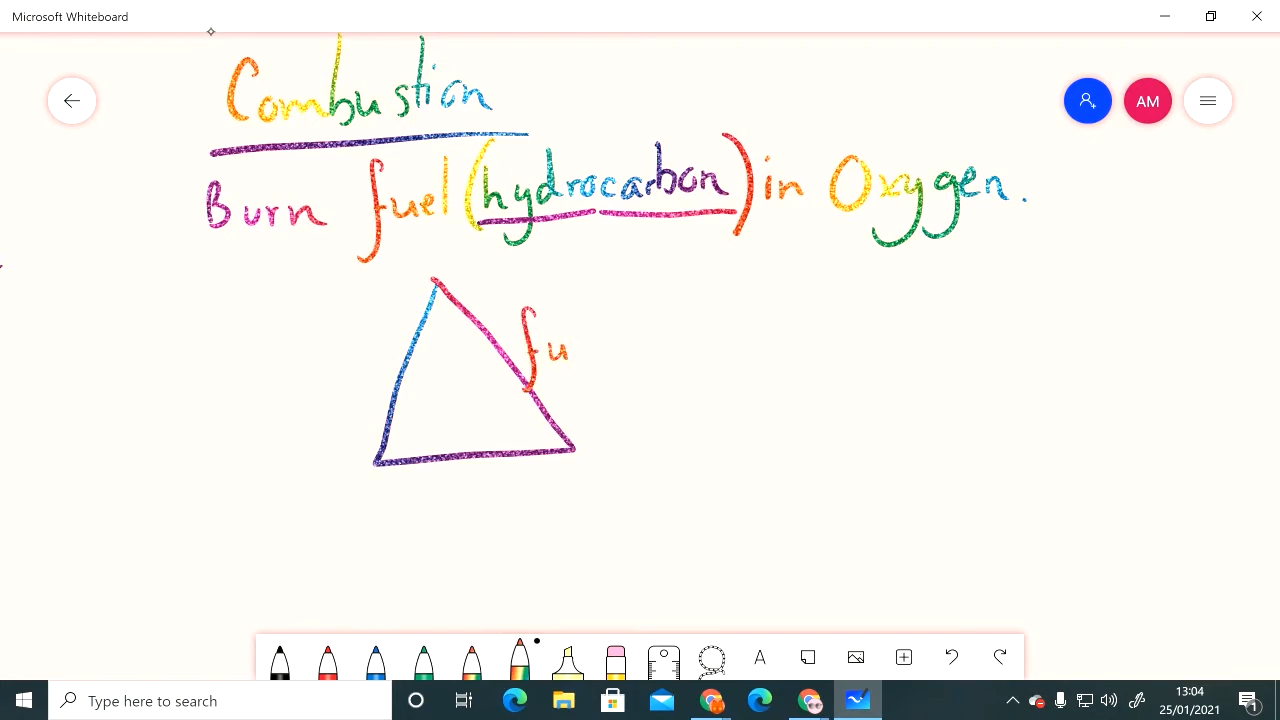 Microsoft Whiteboard
AM
Combustion
Burn fuel (hydrocarbon) in Oxygen.
fu
A
Type here to search
13:04
25/01/2021
1